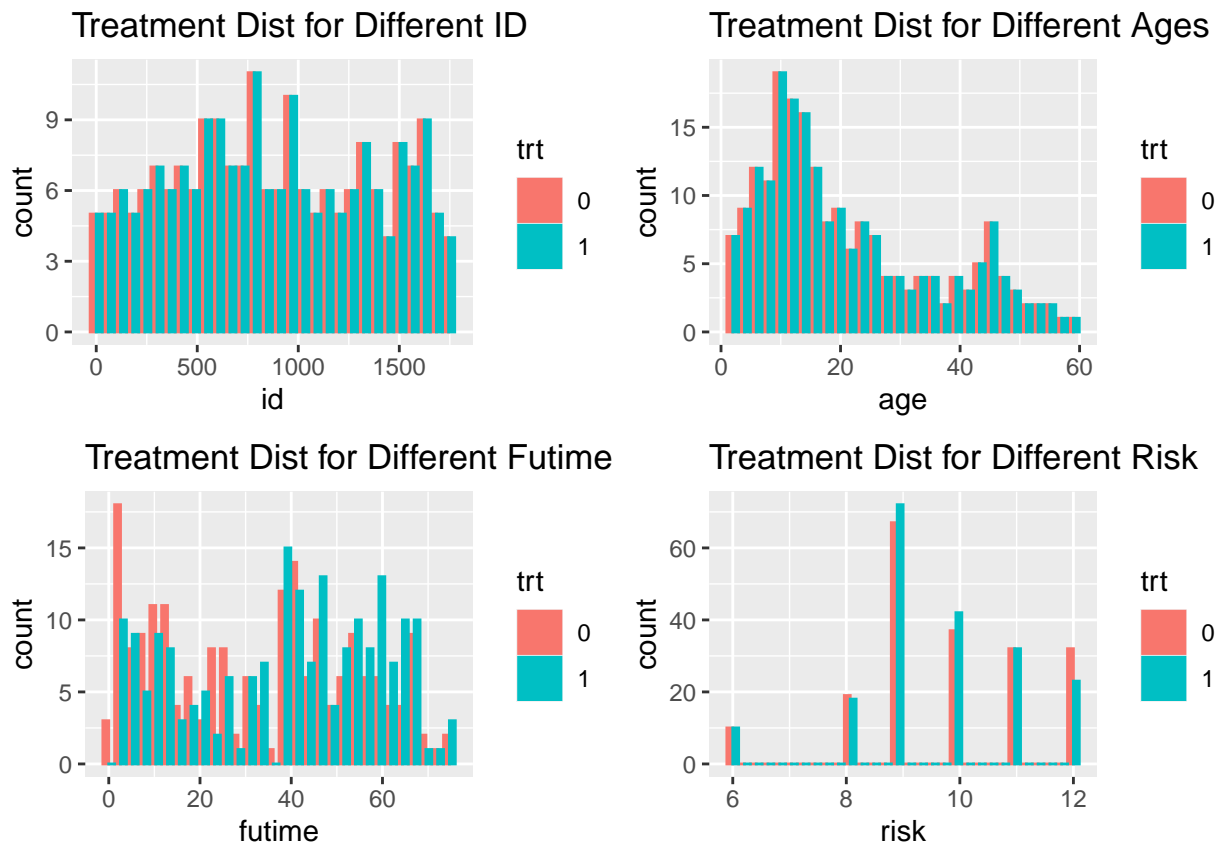 Treatment Dist for Different ID
count
9
6
3
0
0 500 1000 1500
id
trt
0
1
Treatment Dist for Different Ages
count
15
10
5
0
0 20 40 60
age
trt
0
1
Treatment Dist for Different Futime
count
15
10
5
0
0 20 40 60
futime
trt
0
1
Treatment Dist for Different Risk
count
60
40
20
0
6 8 10 12
risk
trt
0
1